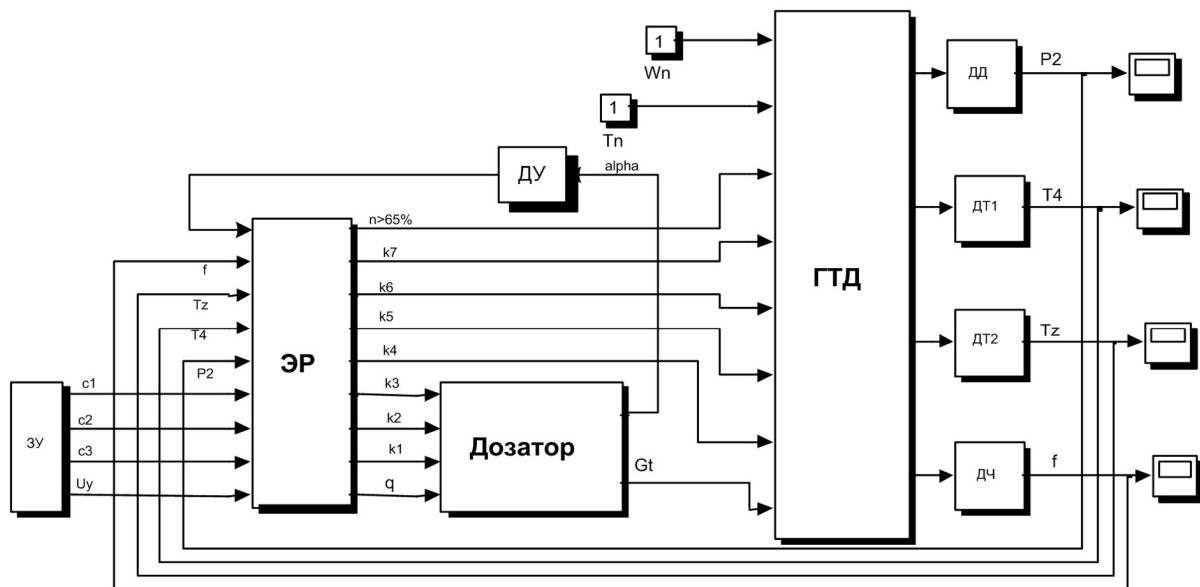 1
Wn
1
Tn
ДД
P2
ДУ
alpha
ДТ1
T4
n>65%
k7
k6
k5
k4
k3
k2
k1
q
f
Tz
T4
P2
ЭР
ГТД
ДТ2
Tz
ЗУ
c1
c2
c3
Uy
Дозатор
Gt
ДЧ
f